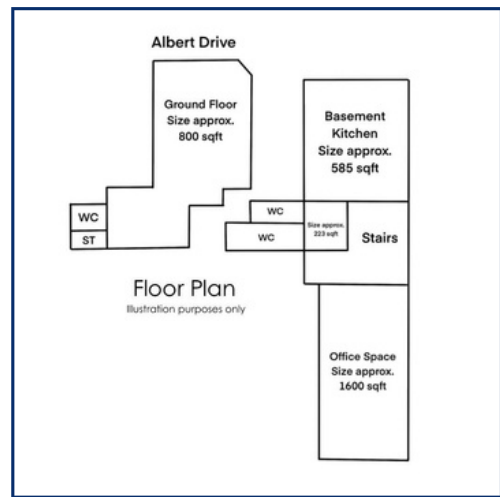 Albert Drive
Ground Floor
Size approx.
800 sqft
Basement
Kitchen
Size approx.
585 sqft
WC
ST
WC
WC
Size approx.
223 sqft
Stairs
Floor Plan
Illustration purposes only
Office Space
Size approx.
1600 sqft